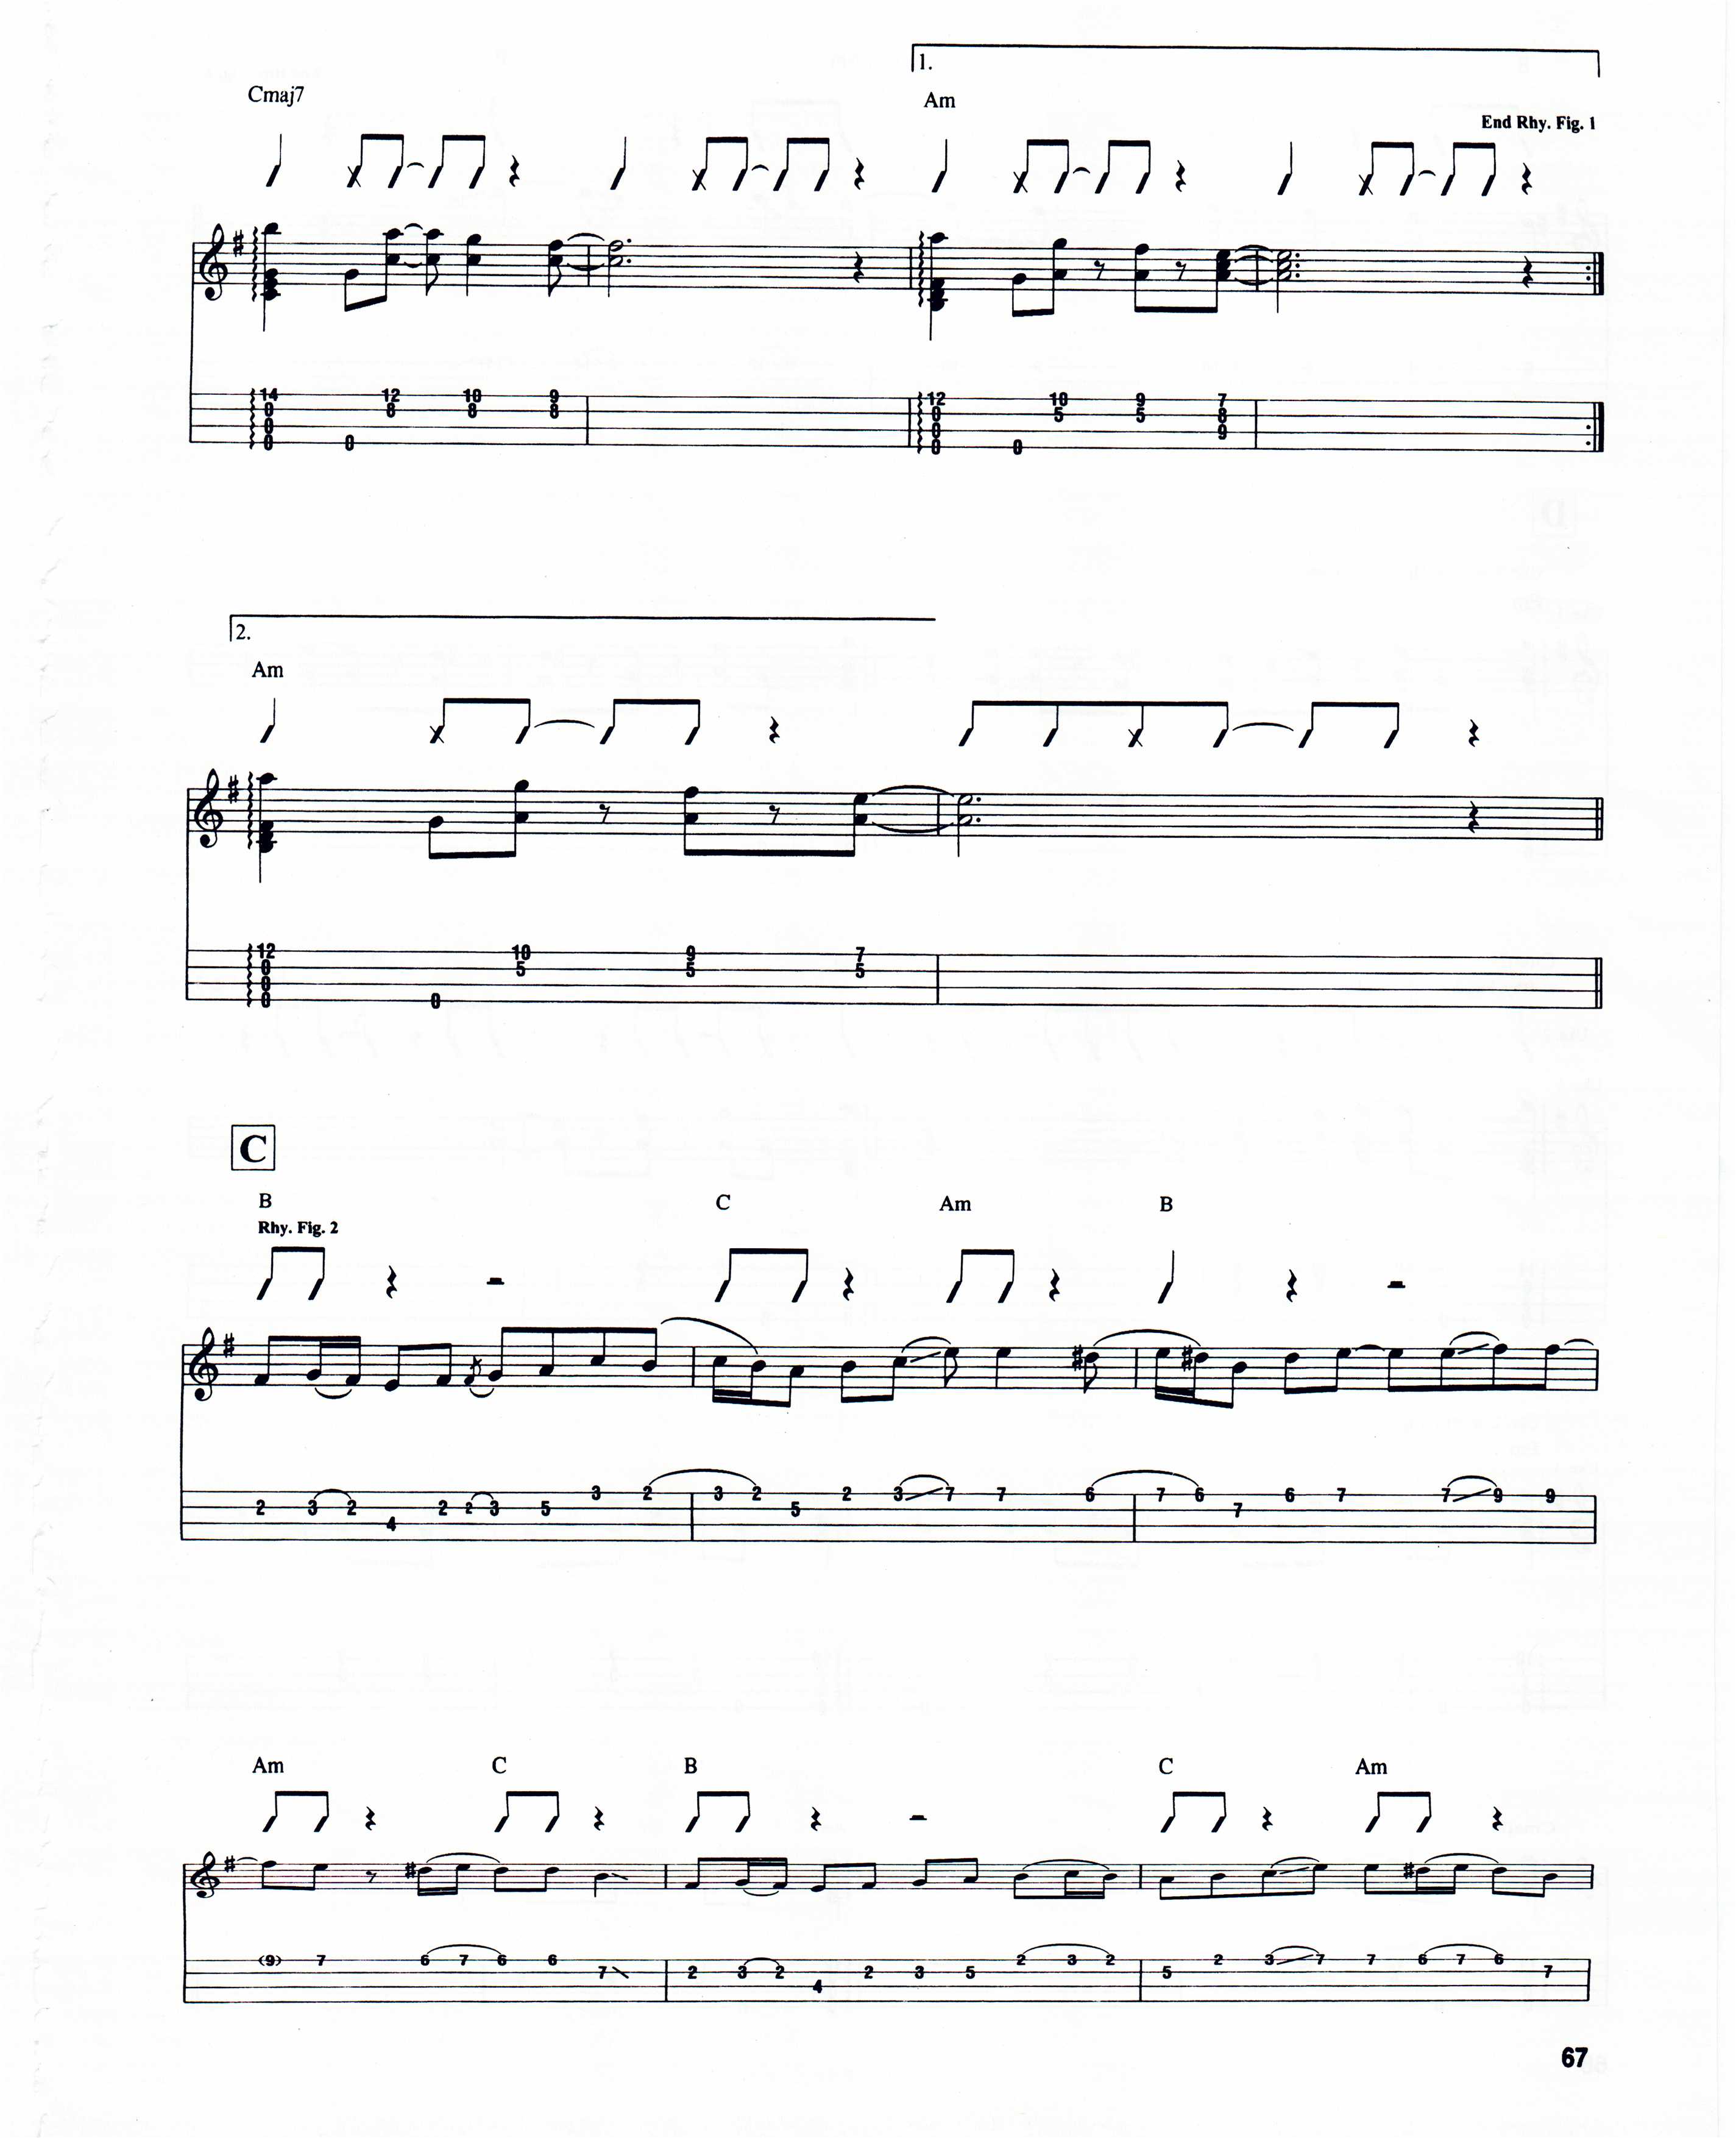 1.
Cmaj7 Am
End Rhy. Fig. 1
14 12 10 9 12 10 9 7
0 8 8 8 0 5 5 8
0 0 9
0 0 0 0
2.
Am
12 10 9 7
0 5 5 5
0
0 0
C
B C Am B
Rhy. Fig. 2
3 2 3 2 2 3 7 7 6 7 6 6 7 7 9 9
2 3 2 2 2 3 5 5 7
4
Am C B C Am
(9) 7 6 7 6 6 2 3 2 2 3 7 7 6 7 6
7 2 3 2 2 3 5 5 7
4
67